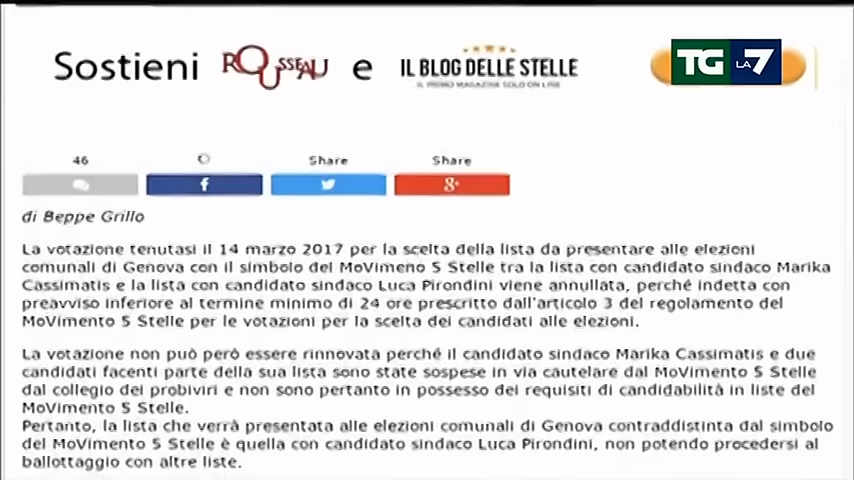 Sostieni ROUSSEAU e IL BLOG DELLE STELLE
IL PRIMO MAGAZINE SOLO ON LINE
TG LA 7
46 Share Share
f g+
di Beppe Grillo
La votazione tenutasi il 14 marzo 2017 per la scelta della lista da presentare alle elezioni
comunali di Genova con il simbolo del MoVimeno 5 Stelle tra la lista con candidato sindaco Marika
Cassimatis e la lista con candidato sindaco Luca Pirondini viene annullata, perché indetta con
preavviso inferiore al termine minimo di 24 ore prescritto dall'articolo 3 del regolamento del
MoVimento 5 Stelle per le votazioni per la scelta dei candidati alle elezioni.
La votazione non può però essere rinnovata perché il candidato sindaco Marika Cassimatis e due
candidati facenti parte della sua lista sono state sospese in via cautelare dal MoVimento 5 Stelle
dal collegio dei probiviri e non sono pertanto in possesso dei requisiti di candidabilità in liste del
MoVimento 5 Stelle.
Pertanto, la lista che verrà presentata alle elezioni comunali di Genova contraddistinta dal simbolo
del MoVimento 5 Stelle è quella con candidato sindaco Luca Pirondini, non potendo procedersi al
ballottaggio con altre liste.